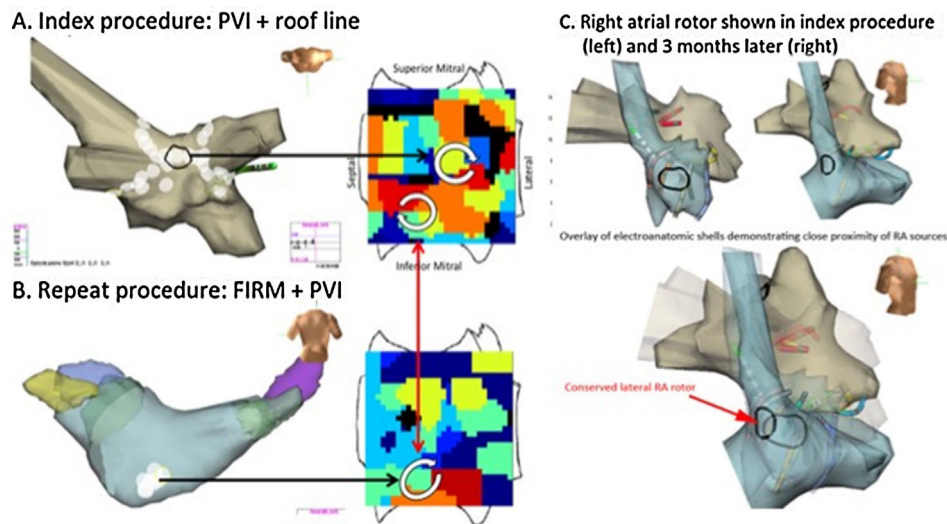 A. Index procedure: PVI + roof line
Superior Mitral
Septal
Lateral
Inferior Mitral
B. Repeat procedure: FIRM + PVI
C. Right atrial rotor shown in index procedure
(left) and 3 months later (right)
Overlay of electroanatomic shells demonstrating close proximity of RA sources
Conserved lateral RA rotor